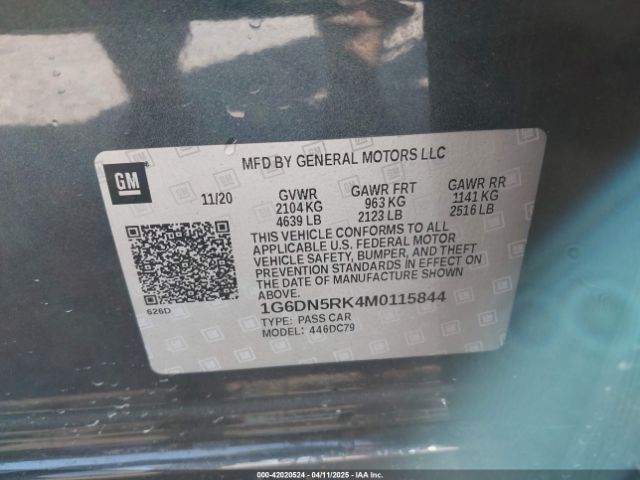 MFD BY GENERAL MOTORS LLC
GM
11/20 GVWR GAWR FRT GAWR RR
2104 KG 963 KG 1141 KG
4639 LB 2123 LB 2516 LB
THIS VEHICLE CONFORMS TO ALL
APPLICABLE U.S. FEDERAL MOTOR
VEHICLE SAFETY, BUMPER, AND THEFT
PREVENTION STANDARDS IN EFFECT ON
THE DATE OF MANUFACTURE SHOWN
ABOVE.
626D
1G6DN5RK4M0115844
TYPE: PASS CAR
MODEL: 446DC79
000-42020524 - 04/11/2025 - IAA, Inc.